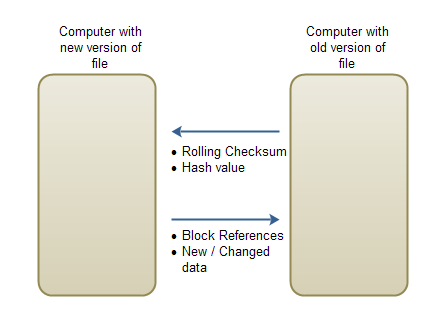 Computer with
new version of
file
Computer with
old version of
file
• Rolling Checksum
• Hash value
• Block References
• New / Changed
data